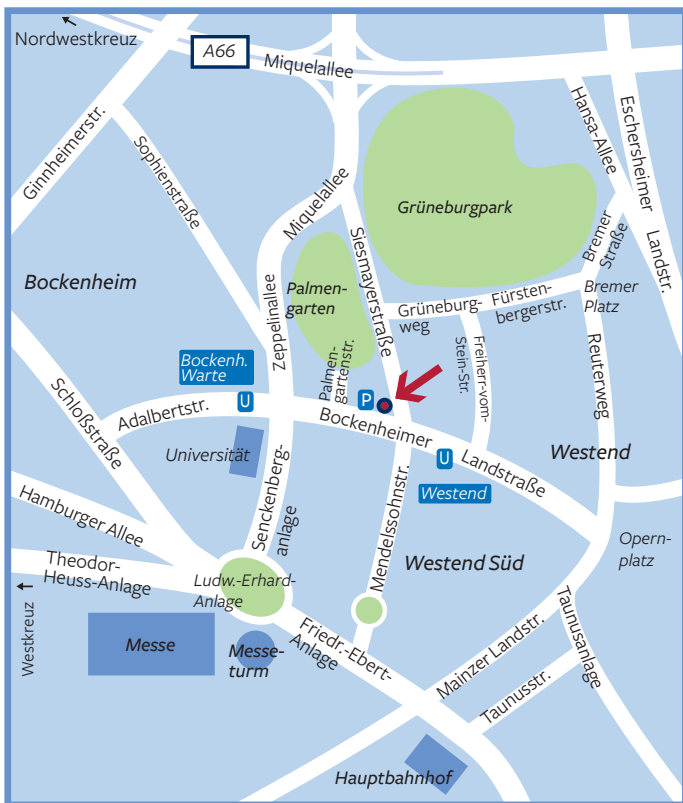 Nordwestkreuz
A66
Miquelallee
Ginnheimerstr.
Sophienstraße
Hansa-Allee
Eschersheimer
Landstr.
Miquelallee
Siesmayerstraße
Grüneburgpark
Bremer
Straße
Bockenheim
Zeppelinallee
Palmen-
garten
Grüneburg-
weg
Fürsten-
bergerstr.
Bremer
Platz
Freiherr-vom-
Stein-Str.
Reuterweg
Palmen-
gartenstr.
Bockenh.
Warte
U
P
Schloßstraße
Adalbertstr.
Bockenheimer
Landstraße
Universität
U
Westend
Westend
Senckenberg-
anlage
Mendelssohnstr.
Hamburger Allee
Theodor-
Heuss-Anlage
Westend Süd
Opern-
platz
Ludw.-Erhard-
Anlage
Westkreuz
Messe
Messe-
turm
Friedr.-Ebert-
Anlage
Mainzer Landstr.
Taunusanlage
Taunusstr.
Hauptbahnhof